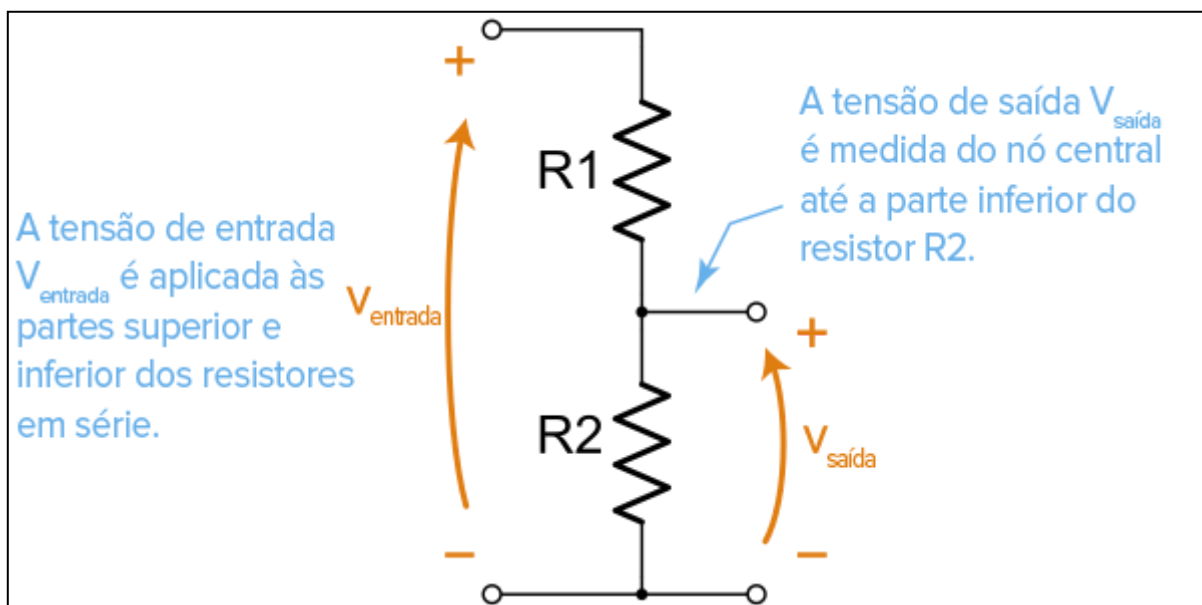 +
R1
A tensão de saída Vsaída
é medida do nó central
até a parte inferior do
resistor R2.
A tensão de entrada
Ventrada é aplicada às
partes superior e
inferior dos resistores
em série.
Ventrada
+
R2
Vsaída
−
−